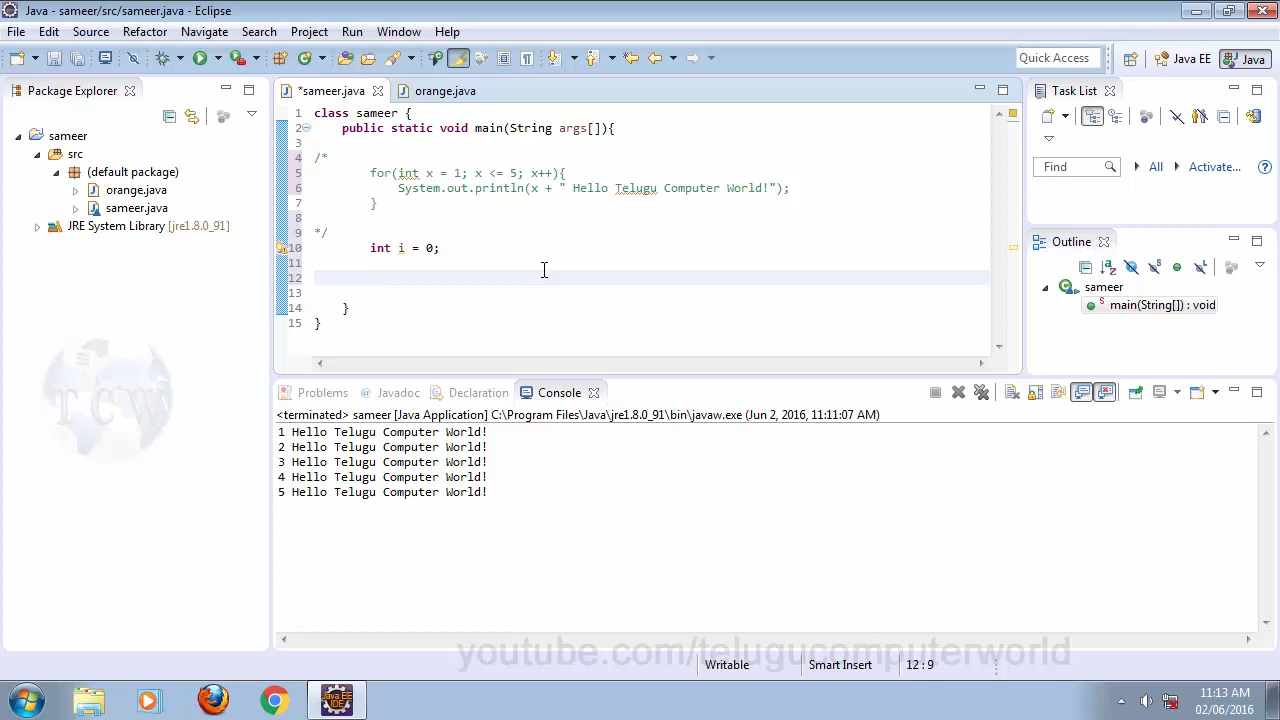 Java - sameer/src/sameer.java - Eclipse
File Edit Source Refactor Navigate Search Project Run Window Help
Quick Access
Java EE
Java
Package Explorer
*sameer.java
orange.java
Task List
1 class sameer {
2 public static void main(String args[]){
3
4 /*
5 for(int x = 1; x <= 5; x++){
6 System.out.println(x + " Hello Telugu Computer World!");
7 }
8
9 */
10 int i = 0;
11
12
13
14 }
15 }
sameer
src
(default package)
orange.java
sameer.java
JRE System Library [jre1.8.0_91]
Find
All
Activate...
Outline
sameer
main(String[]) : void
TCW
Problems
Javadoc
Declaration
Console
<terminated> sameer [Java Application] C:\Program Files\Java\jre1.8.0_91\bin\javaw.exe (Jun 2, 2016, 11:11:07 AM)
1 Hello Telugu Computer World!
2 Hello Telugu Computer World!
3 Hello Telugu Computer World!
4 Hello Telugu Computer World!
5 Hello Telugu Computer World!
youtube.com/telugucomputerworld
Writable
Smart Insert
12 : 9
Java EE
IDE
11:13 AM
02/06/2016